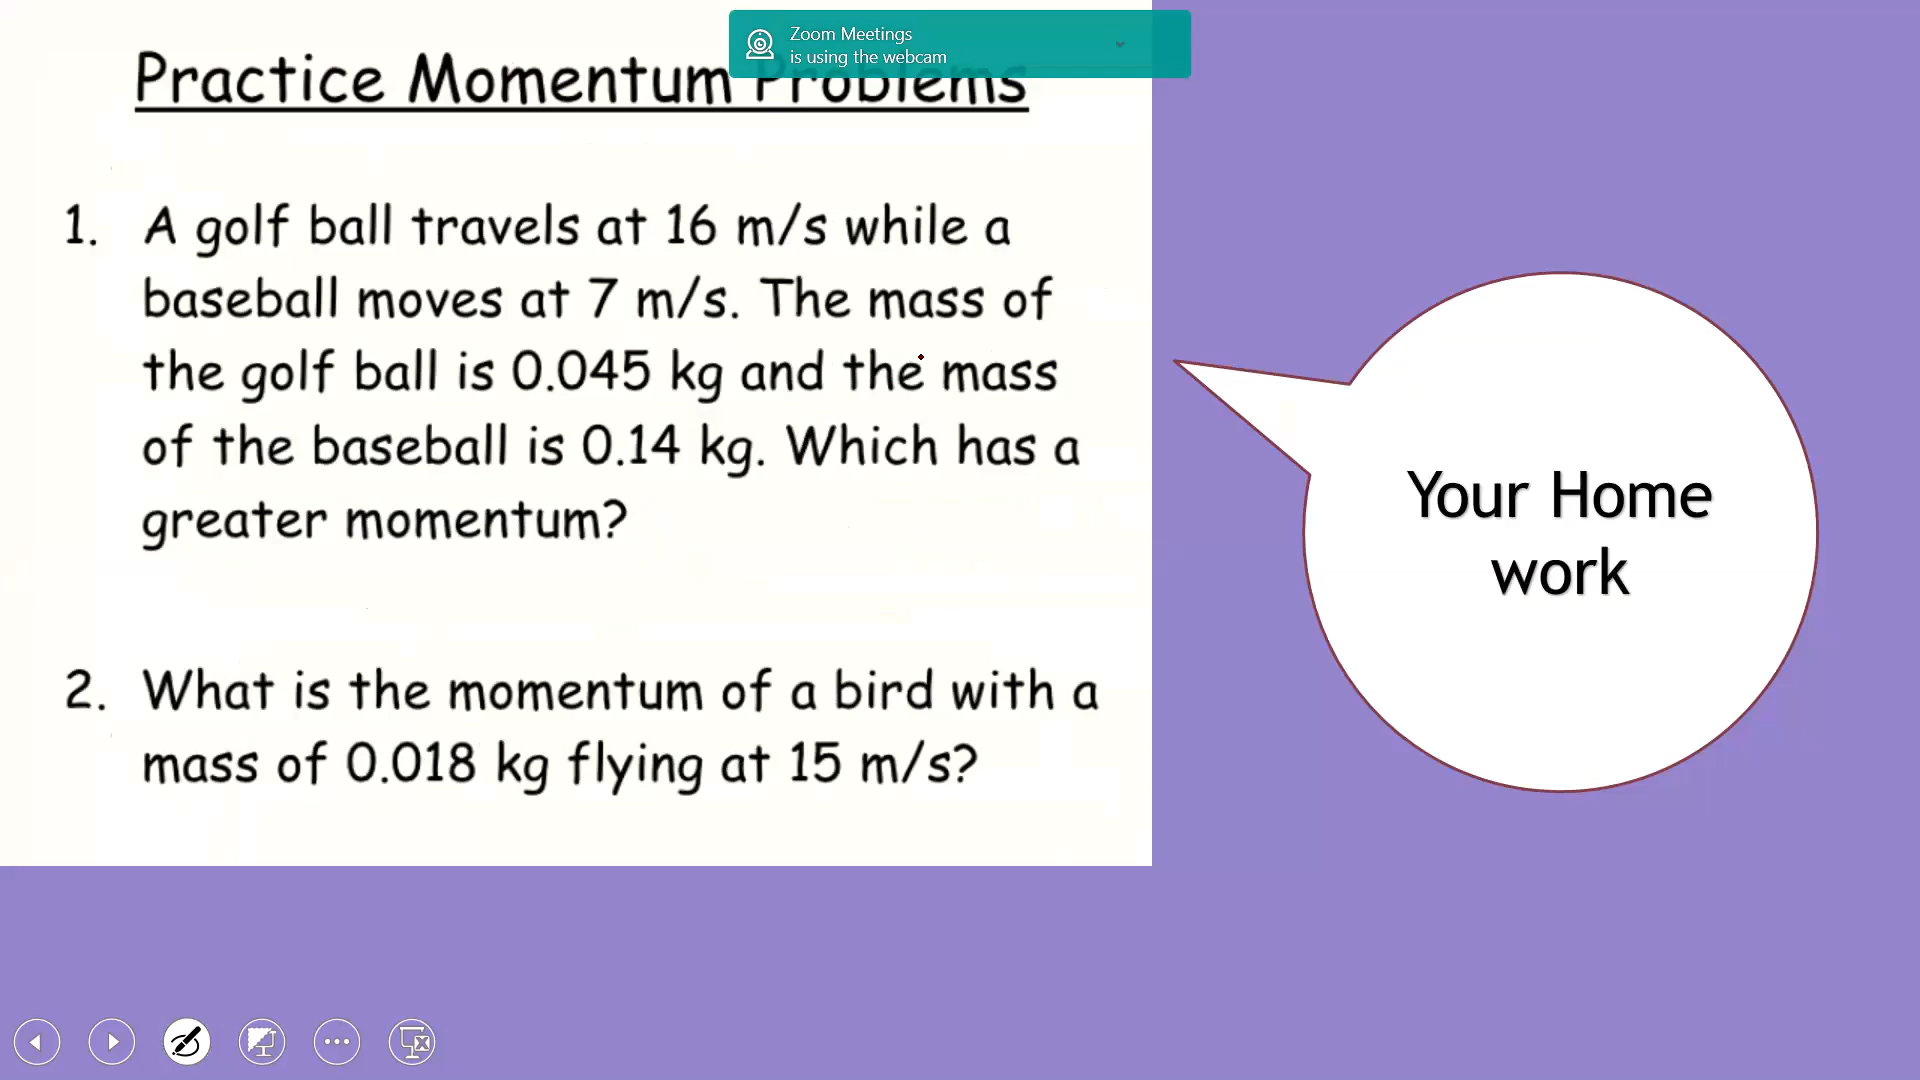 Zoom Meetings
is using the webcam
Practice Momentum Problems
1. A golf ball travels at 16 m/s while a
baseball moves at 7 m/s. The mass of
the golf ball is 0.045 kg and the mass
of the baseball is 0.14 kg. Which has a
greater momentum?
2. What is the momentum of a bird with a
mass of 0.018 kg flying at 15 m/s?
Your Home
work